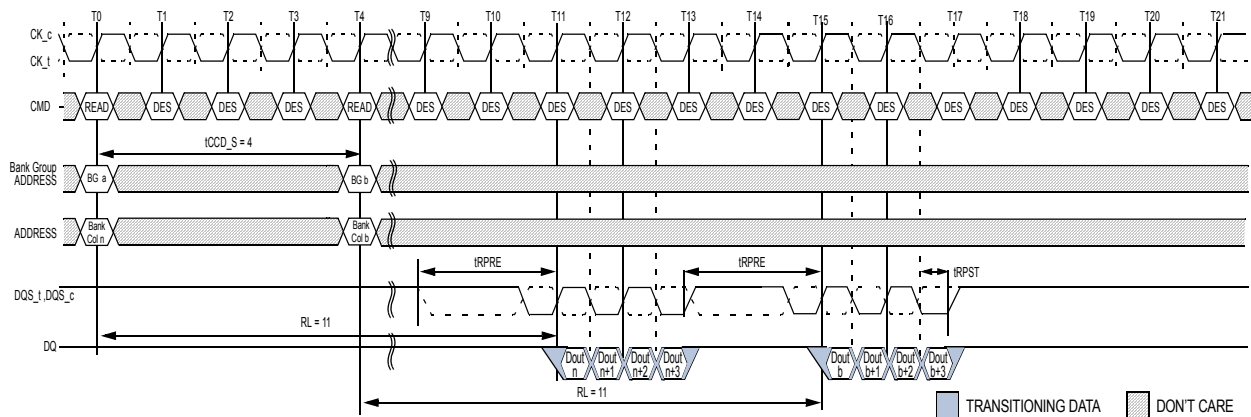 T0 T1 T2 T3 T4 T9 T10 T11 T12 T13 T14 T15 T16 T17 T18 T19 T20 T21
CK_c
CK_t
CMD READ DES DES DES READ DES DES DES DES DES DES DES DES DES DES DES DES DES
tCCD_S = 4
Bank Group
ADDRESS
BG a BG b
ADDRESS
Bank
Col n
Bank
Col b
tRPRE tRPRE tRPST
DQS_t ,DQS_c
RL = 11
DQ
Dout
n
Dout
n+1
Dout
n+2
Dout
n+3
Dout
b
Dout
b+1
Dout
b+2
Dout
b+3
RL = 11
TRANSITIONING DATA DON'T CARE